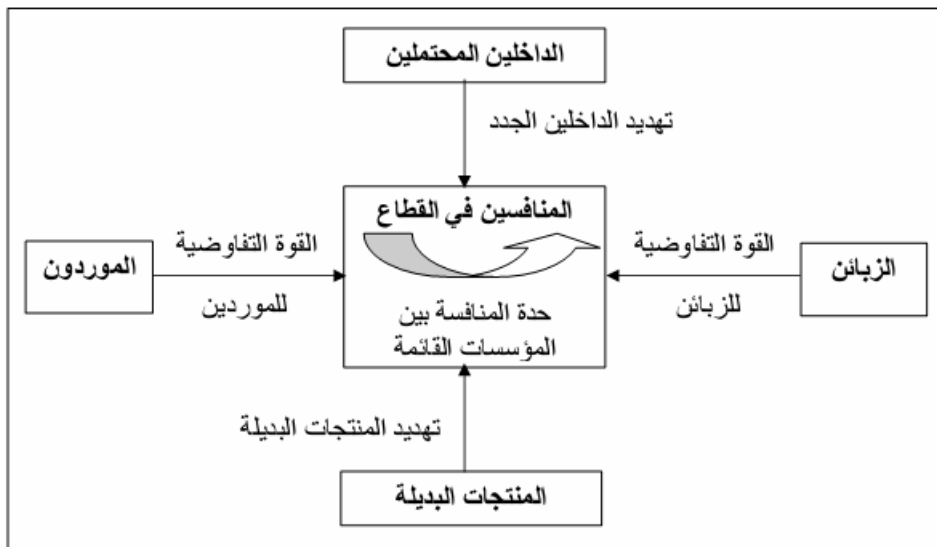 الداخلين المحتملين
تهديد الداخلين الجدد
المنافسين في القطاع
الزبائن
القوة التفاوضية
للزبائن
القوة التفاوضية
للموردين
الموردون
حدة المنافسة بين
المؤسسات القائمة
تهديد المنتجات البديلة
المنتجات البديلة